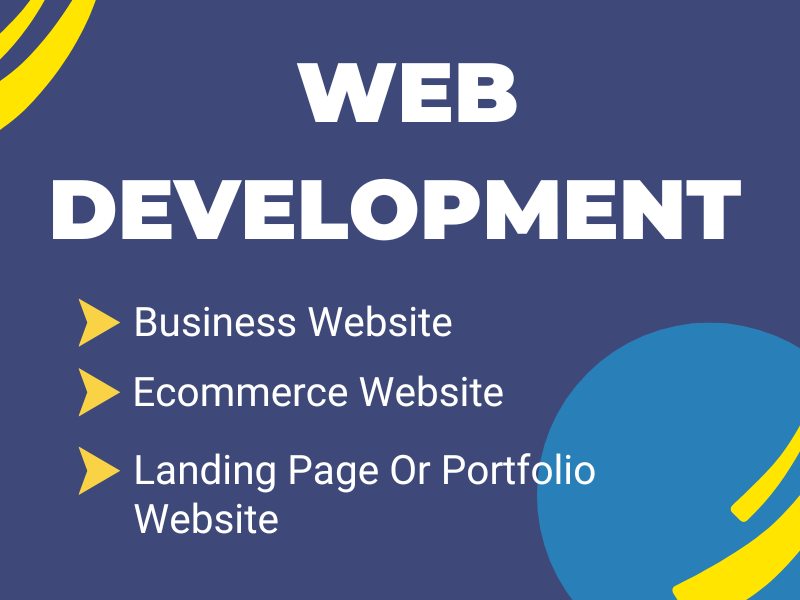 WEB
DEVELOPMENT
Business Website
Ecommerce Website
Landing Page Or Portfolio
Website